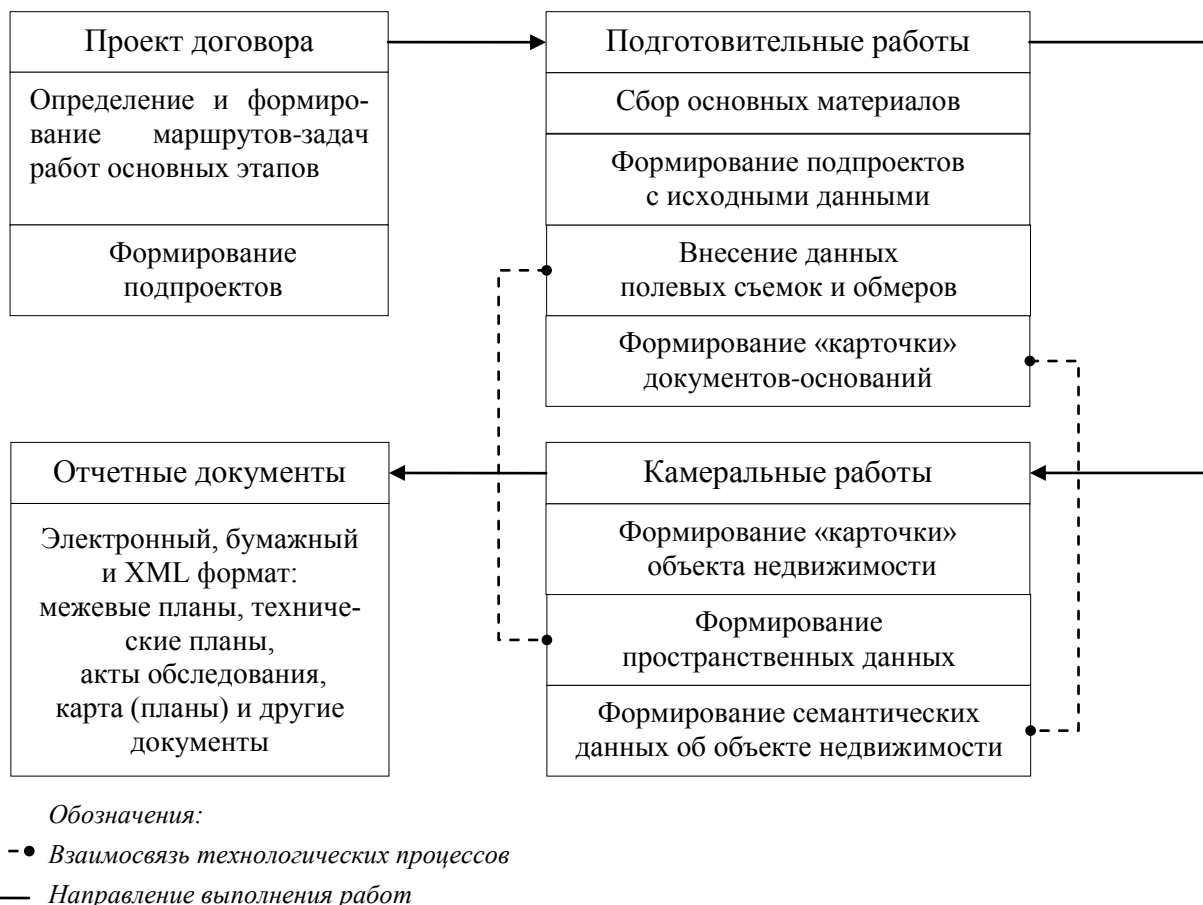 Проект договора
Определение и формиро-
вание маршрутов-задач
работ основных этапов
Формирование
подпроектов
Подготовительные работы
Сбор основных материалов
Формирование подпроектов
с исходными данными
Внесение данных
полевых съемок и обмеров
Формирование «карточки»
документов-оснований
Отчетные документы
Электронный, бумажный
и XML формат:
межевые планы, техниче-
ские планы,
акты обследования,
карта (планы) и другие
документы
Камеральные работы
Формирование «карточки»
объекта недвижимости
Формирование
пространственных данных
Формирование семантических
данных об объекте недвижимости
Обозначения:
Взаимосвязь технологических процессов
Направление выполнения работ